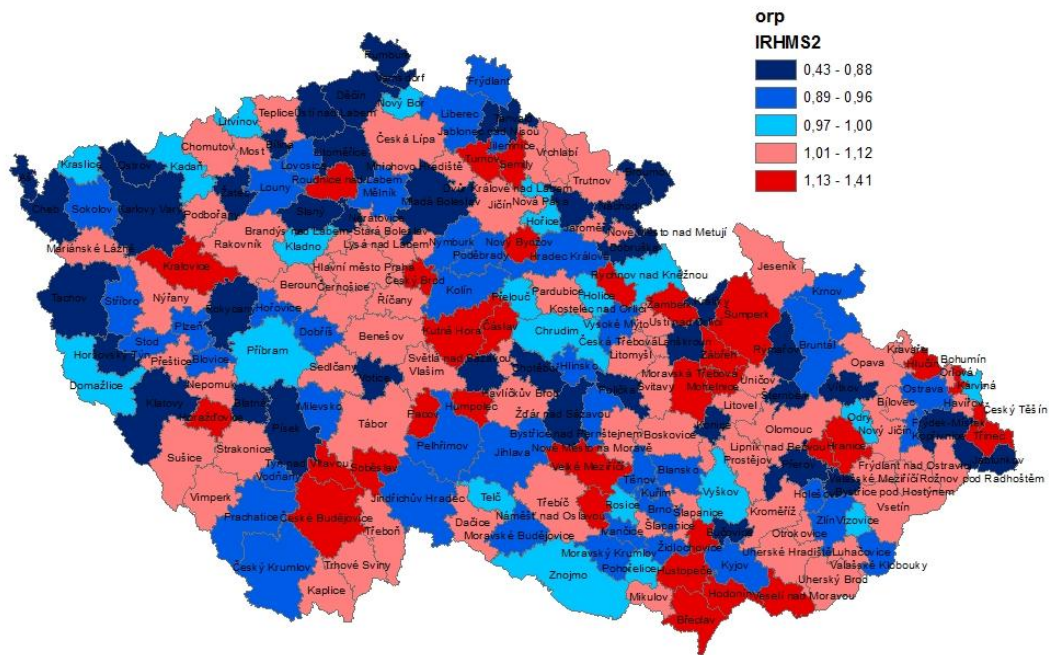 orp
IRHMS2
0,43 - 0,88
0,89 - 0,96
0,97 - 1,00
1,01 - 1,12
1,13 - 1,41
Rumburk
Frýdlant
Děčín
Nový Bor
Liberec
Ústí nad Labem
Teplice
Litvínov
Jablonec nad Nisou
Česká Lípa
Jilemnice
Chomutov
Most
Turnov
Semily
Vrchlabí
Kraslice
Ostrov
Kadaň
Lovosice
Litoměřice
Mnichovo Hradiště
Trutnov
Roudnice nad Labem
Žatec
Louny
Mělník
Dvůr Králové nad Labem
Cheb
Sokolov
Karlovy Vary
Mladá Boleslav
Nová Paka
Jičín
Náchod
Slaný
Neratovice
Hořice
Jaroměř
Podbořany
Brandýs nad Labem
Stará Boleslav
Nové Město nad Metují
Rakovník
Kladno
Lysá nad Labem
Nymburk
Nový Bydžov
Dobruška
Mariánské Lázně
Poděbrady
Hradec Králové
Kralovice
Hlavní město Praha
Český Brod
Rychnov nad Kněžnou
Jeseník
Beroun
Černošice
Tachov
Stříbro
Nýřany
Říčany
Kolín
Přelouč
Pardubice
Holice
Kostelec nad Orlicí
Žamberk
Králíky
Krnov
Rokycany
Hořovice
Šumperk
Plzeň
Dobříš
Benešov
Kutná Hora
Čáslav
Chrudim
Vysoké Mýto
Ústí nad Orlicí
Stod
Příbram
Česká Třebová
Lanškroun
Zábřeh
Rýmařov
Bruntál
Horšovský Týn
Přeštice
Blovice
Sedlčany
Vlašim
Světlá nad Sázavou
Chotěboř
Hlinsko
Litomyšl
Moravská Třebová
Mohelnice
Uničov
Opava
Kravaře
Hlučín
Bohumín
Orlová
Karviná
Domažlice
Nepomuk
Votice
Polička
Svitavy
Šternberk
Vítkov
Bílovec
Ostrava
Havířov
Český Těšín
Klatovy
Horažďovice
Blatná
Milevsko
Pacov
Humpolec
Havlíčkův Brod
Žďár nad Sázavou
Litovel
Odry
Nový Jičín
Frýdek-Místek
Kopřivnice
Třinec
Jablunkov
Písek
Tábor
Bystřice nad Pernštejnem
Boskovice
Konice
Olomouc
Hranice
Sušice
Strakonice
Týn nad Vltavou
Soběslav
Pelhřimov
Jihlava
Nové Město na Moravě
Lipník nad Bečvou
Frýdlant nad Ostravicí
Vodňany
Velké Meziříčí
Tišnov
Blansko
Prostějov
Přerov
Valašské Meziříčí
Rožnov pod Radhoštěm
Bystřice pod Hostýnem
Vimperk
Jindřichův Hradec
Telč
Třebíč
Kuřim
Vyškov
Holešov
Vsetín
Prachatice
České Budějovice
Třeboň
Dačice
Náměšť nad Oslavou
Rosice
Brno
Slapanice
Kroměříž
Zlín
Vizovice
Moravské Budějovice
Ivančice
Šlapanice
Bučovice
Otrokovice
Český Krumlov
Trhové Sviny
Moravský Krumlov
Židlochovice
Uherské Hradiště
Luhačovice
Pohořelice
Kyjov
Valašské Klobouky
Znojmo
Hustopeče
Uherský Brod
Kaplice
Mikulov
Hodonín
Veselí nad Moravou
Břeclav